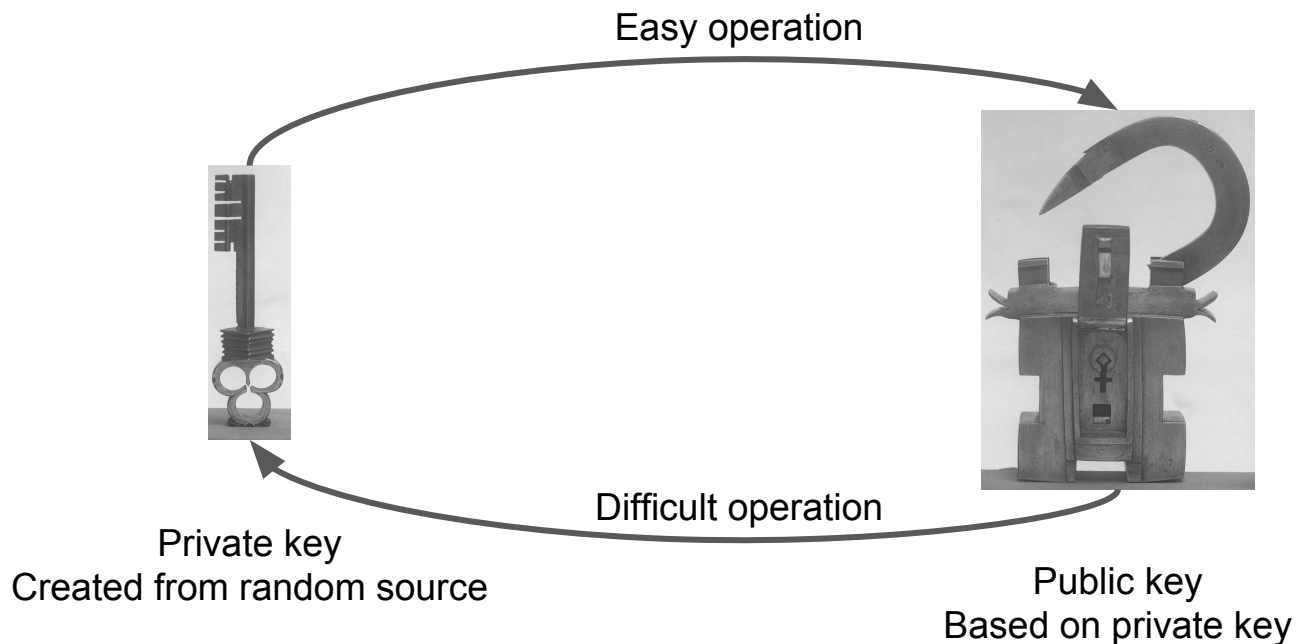 Easy operation
Difficult operation
Private key
Created from random source
Public key
Based on private key